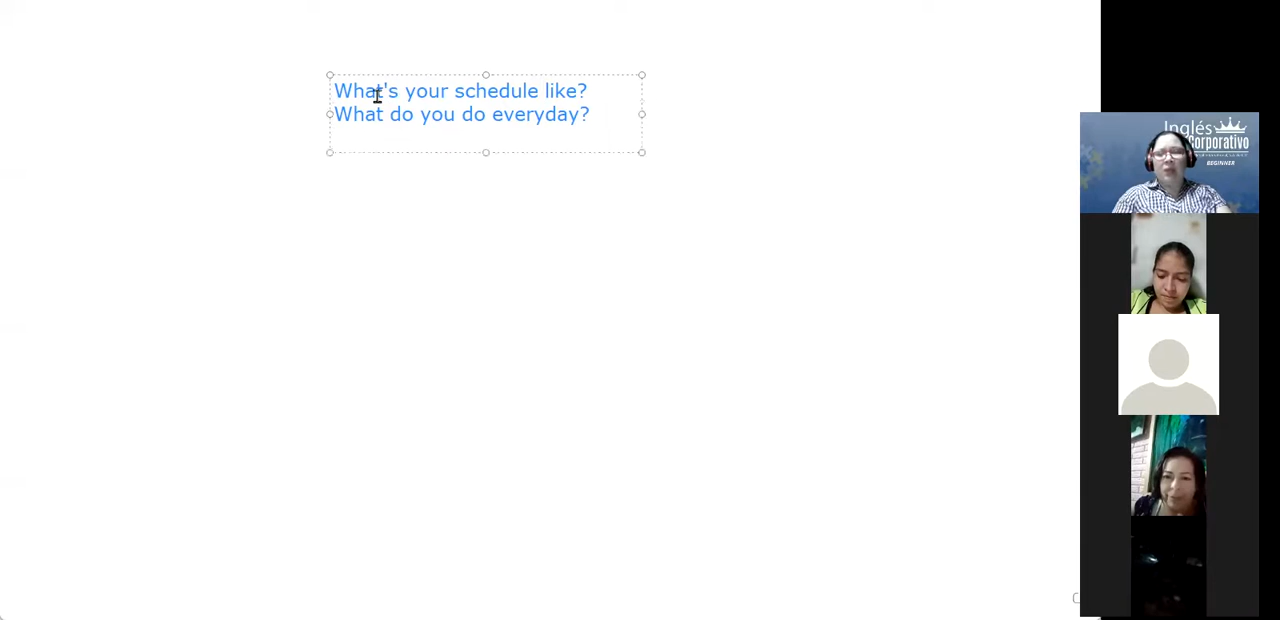 What's your schedule like?
What do you do everyday?
Inglés
Corporativo
BEGINNER